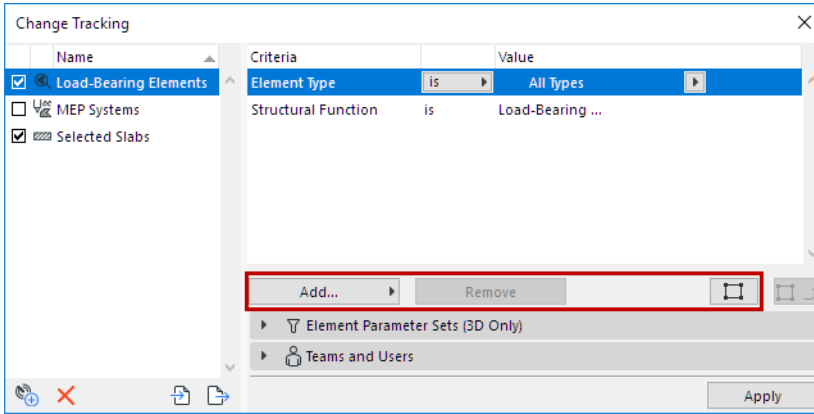 Change Tracking
Name
Load-Bearing Elements
MEP Systems
Selected Slabs
Criteria Value
Element Type is All Types
Structural Function is Load-Bearing ...
Add... Remove
Element Parameter Sets (3D Only)
Teams and Users
Apply